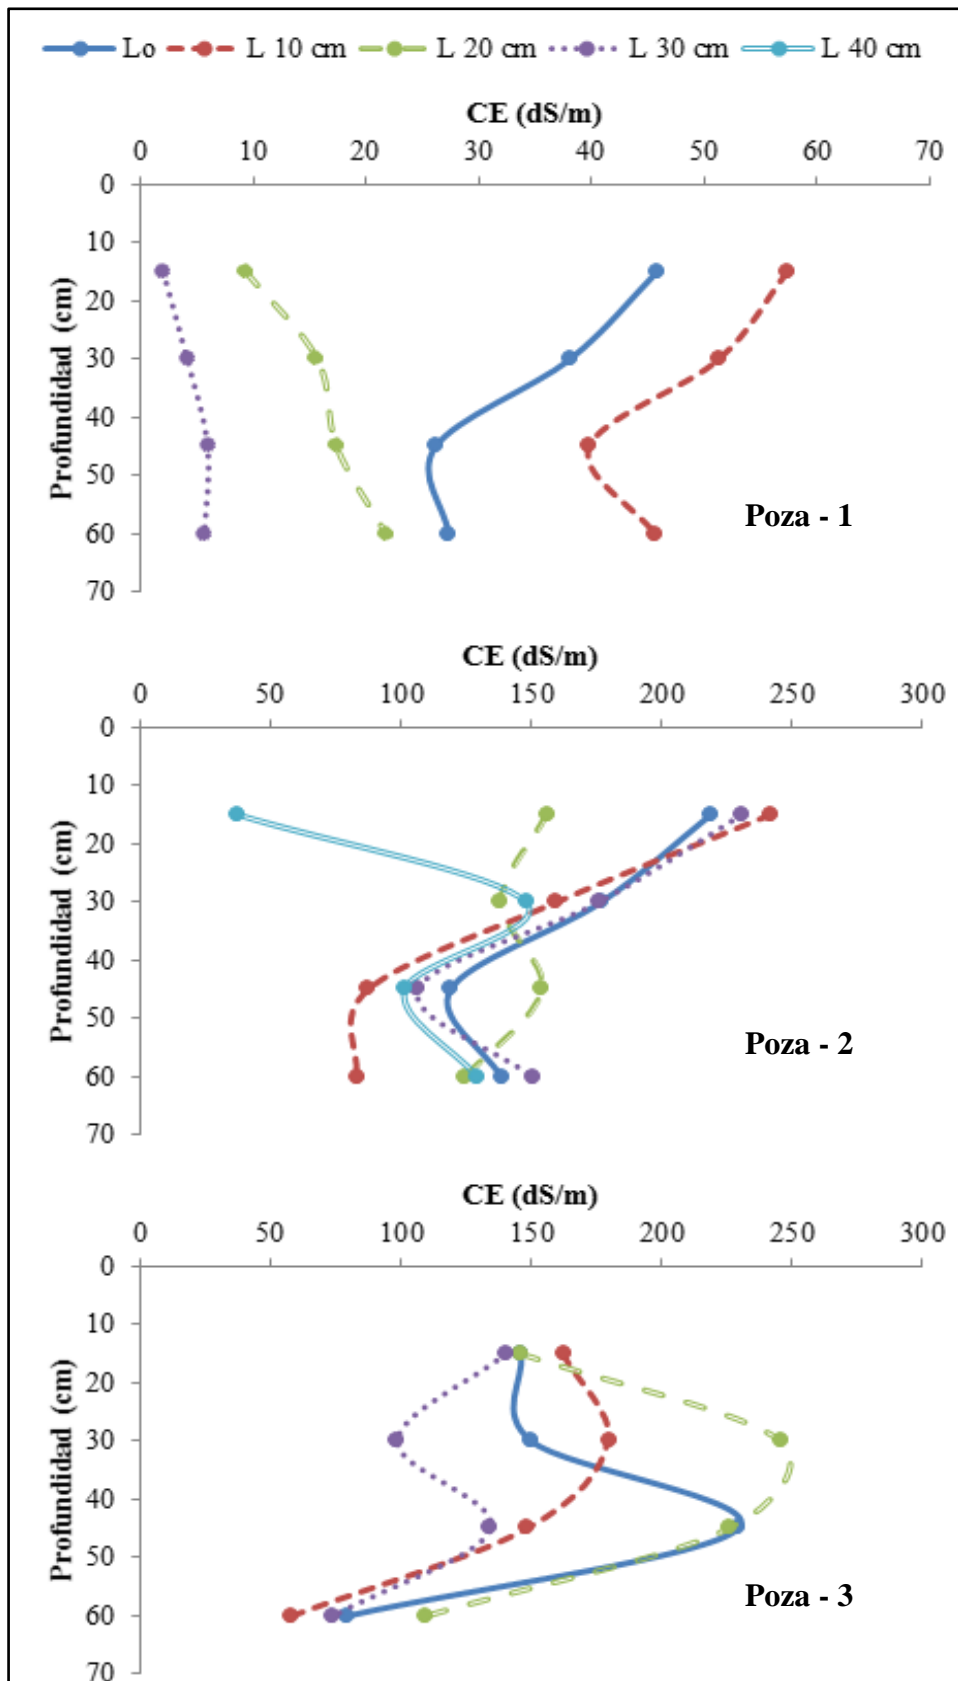 Lo L 10 cm L 20 cm L 30 cm L 40 cm
CE (dS/m)
0 10 20 30 40 50 60 70
0
10
20
30
40
50
60
70
Profundidad (cm)
Poza - 1
CE (dS/m)
0 50 100 150 200 250 300
0
10
20
30
40
50
60
70
Profundidad (cm)
Poza - 2
CE (dS/m)
0 50 100 150 200 250 300
0
10
20
30
40
50
60
70
Profundidad (cm)
Poza - 3